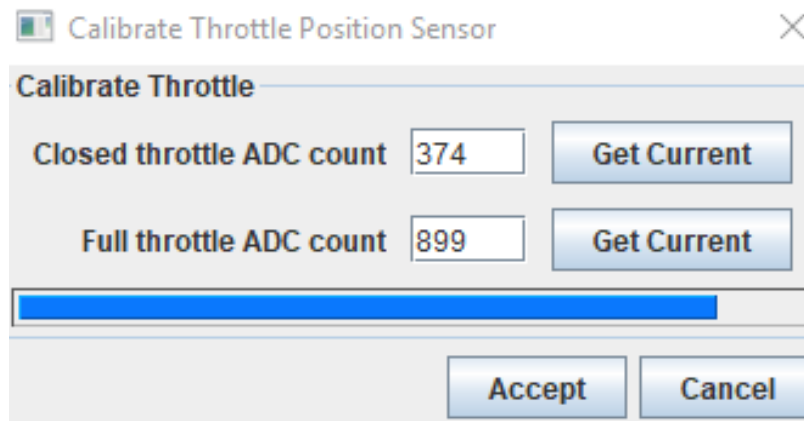 Calibrate Throttle Position Sensor
Calibrate Throttle
Closed throttle ADC count 374 Get Current
Full throttle ADC count 899 Get Current
Accept Cancel